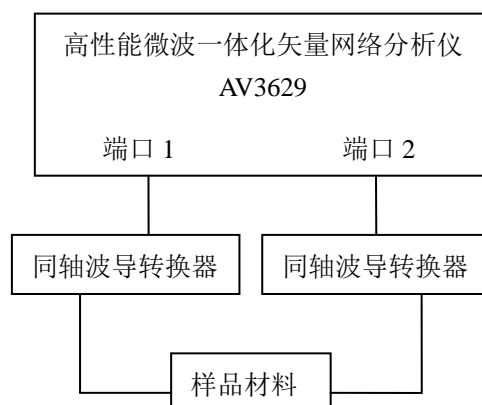 高性能微波一体化矢量网络分析仪
AV3629
端口 1 端口 2
同轴波导转换器 同轴波导转换器
样品材料